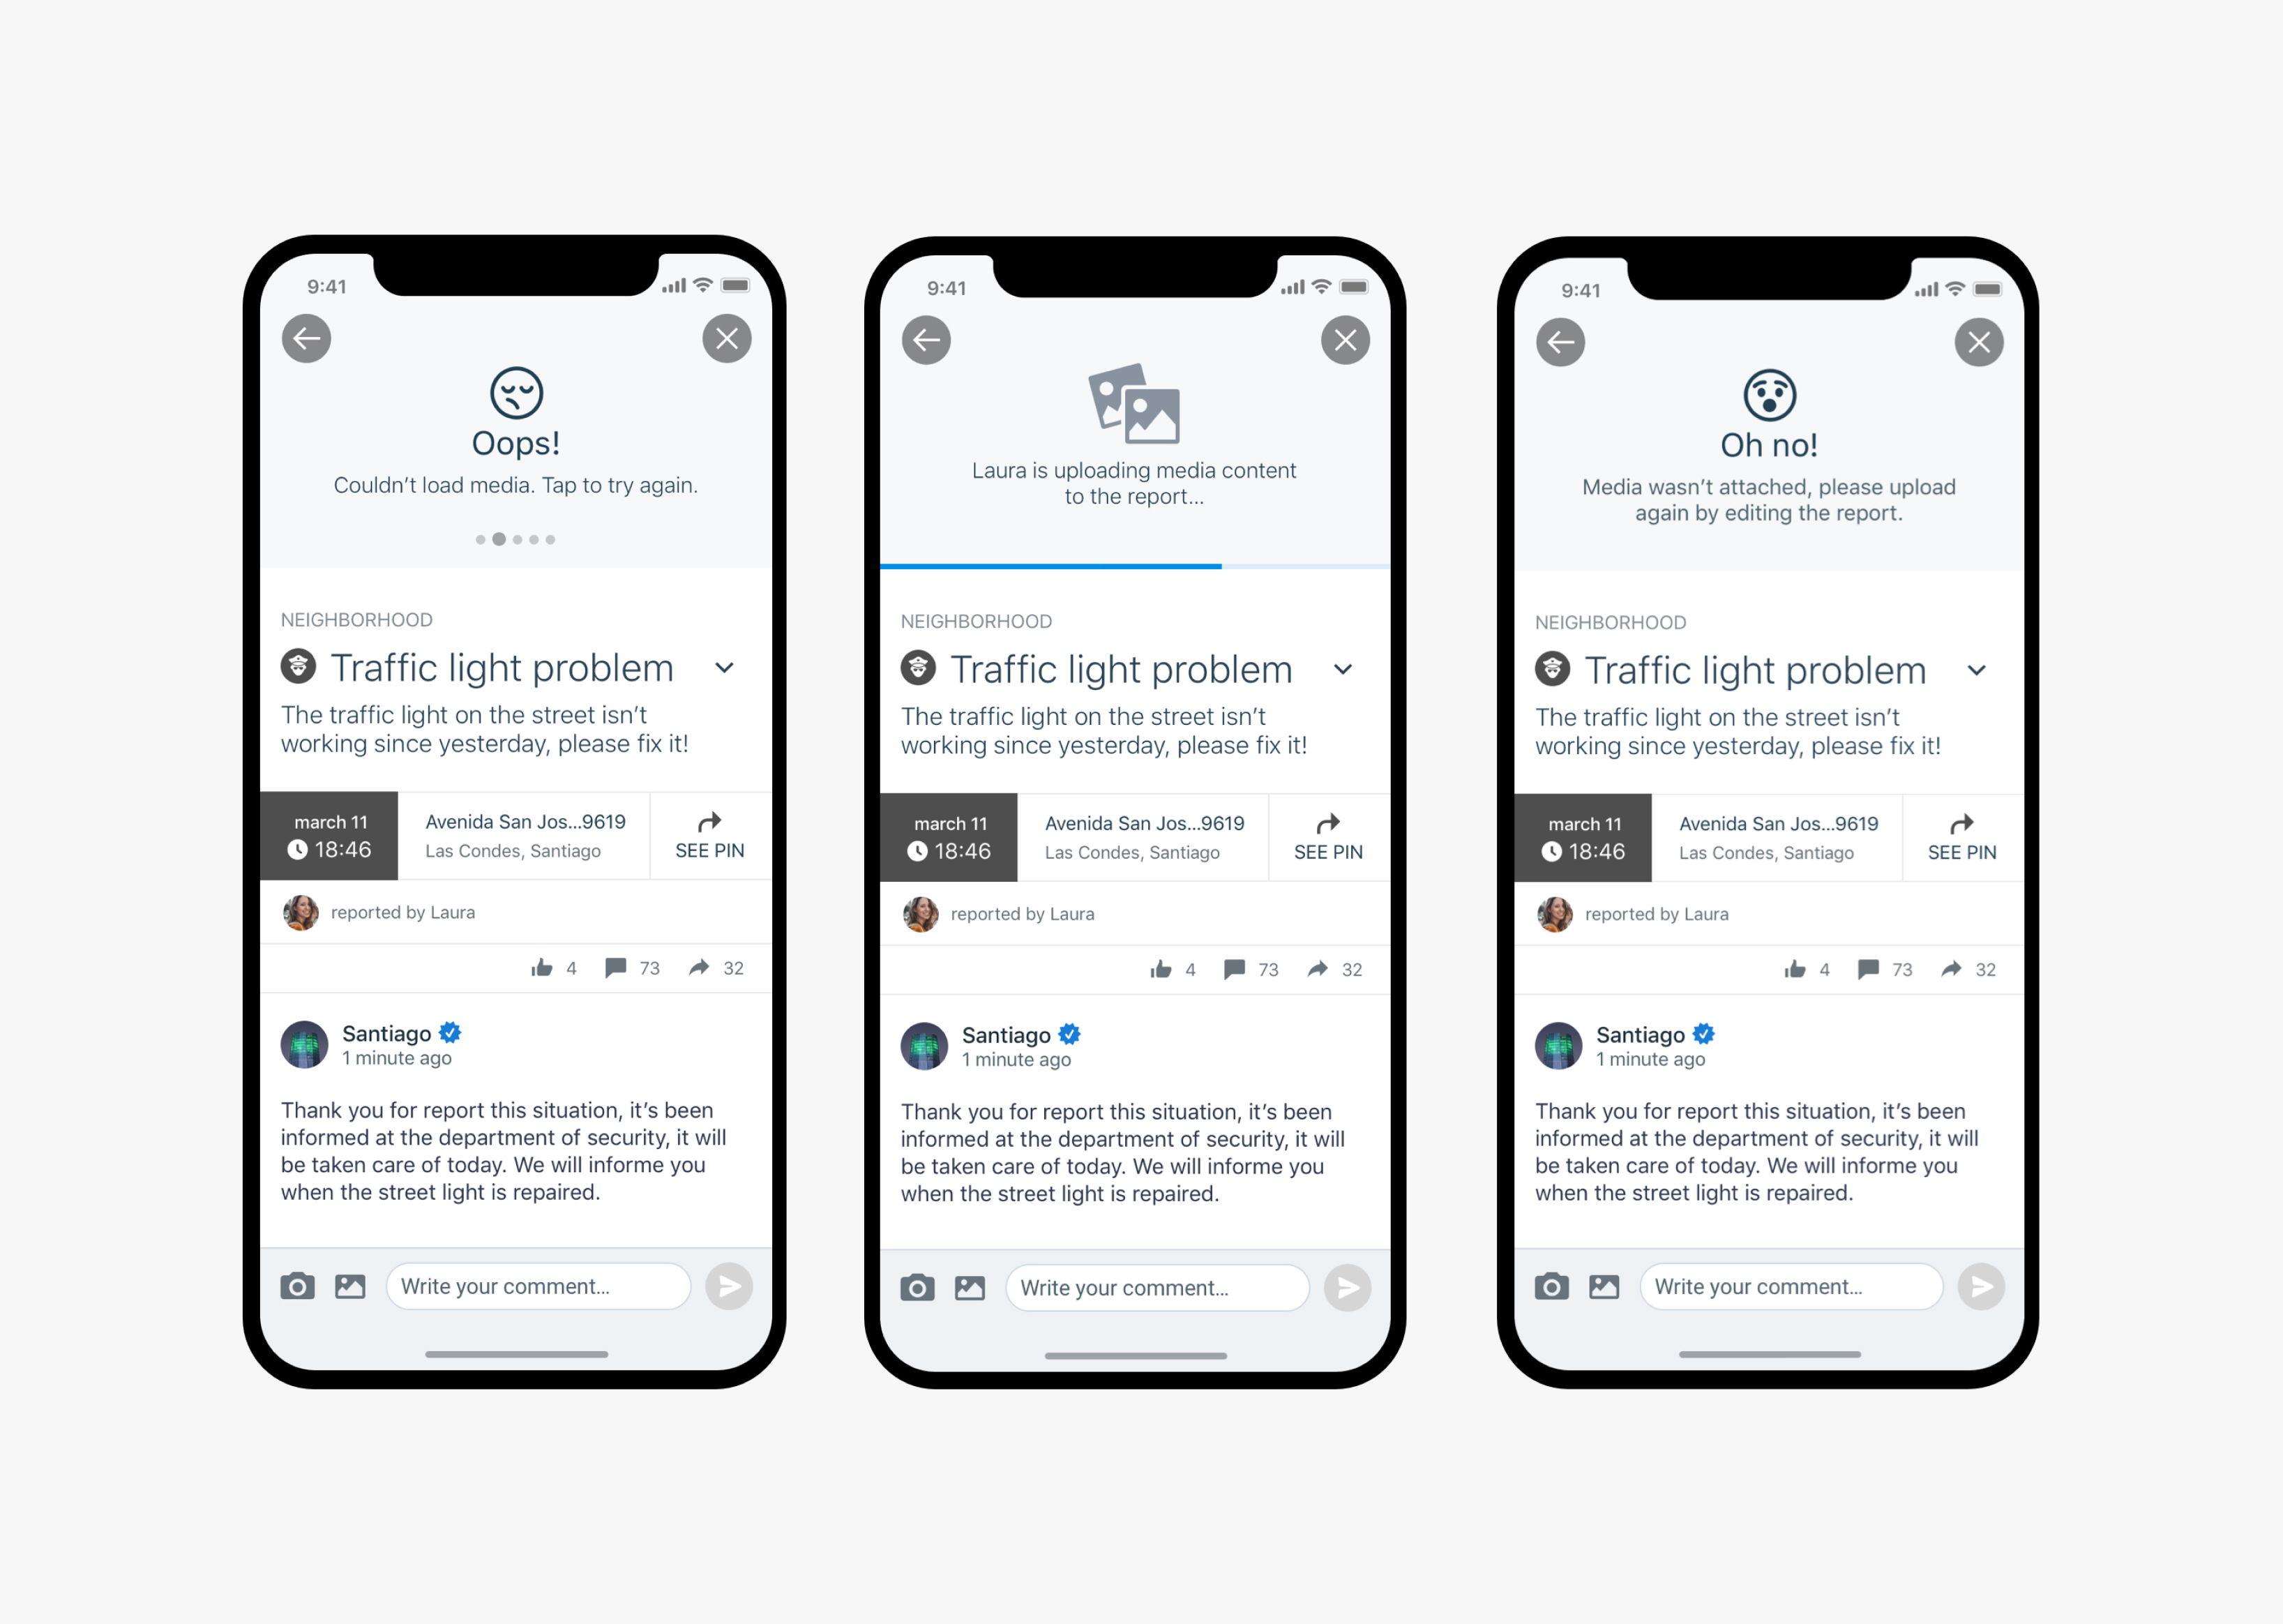 9:41
Oops!
Couldn’t load media. Tap to try again.
NEIGHBORHOOD
Traffic light problem
The traffic light on the street isn’t
working since yesterday, please fix it!
march 11
18:46
Avenida San Jos...9619
Las Condes, Santiago
SEE PIN
reported by Laura
4 73 32
Santiago
1 minute ago
Thank you for report this situation, it’s been
informed at the department of security, it will
be taken care of today. We will informe you
when the street light is repaired.
Write your comment...
9:41
Laura is uploading media content
to the report...
NEIGHBORHOOD
Traffic light problem
The traffic light on the street isn’t
working since yesterday, please fix it!
march 11
18:46
Avenida San Jos...9619
Las Condes, Santiago
SEE PIN
reported by Laura
4 73 32
Santiago
1 minute ago
Thank you for report this situation, it’s been
informed at the department of security, it will
be taken care of today. We will informe you
when the street light is repaired.
Write your comment...
9:41
Oh no!
Media wasn’t attached, please upload
again by editing the report.
NEIGHBORHOOD
Traffic light problem
The traffic light on the street isn’t
working since yesterday, please fix it!
march 11
18:46
Avenida San Jos...9619
Las Condes, Santiago
SEE PIN
reported by Laura
4 73 32
Santiago
1 minute ago
Thank you for report this situation, it’s been
informed at the department of security, it will
be taken care of today. We will informe you
when the street light is repaired.
Write your comment...